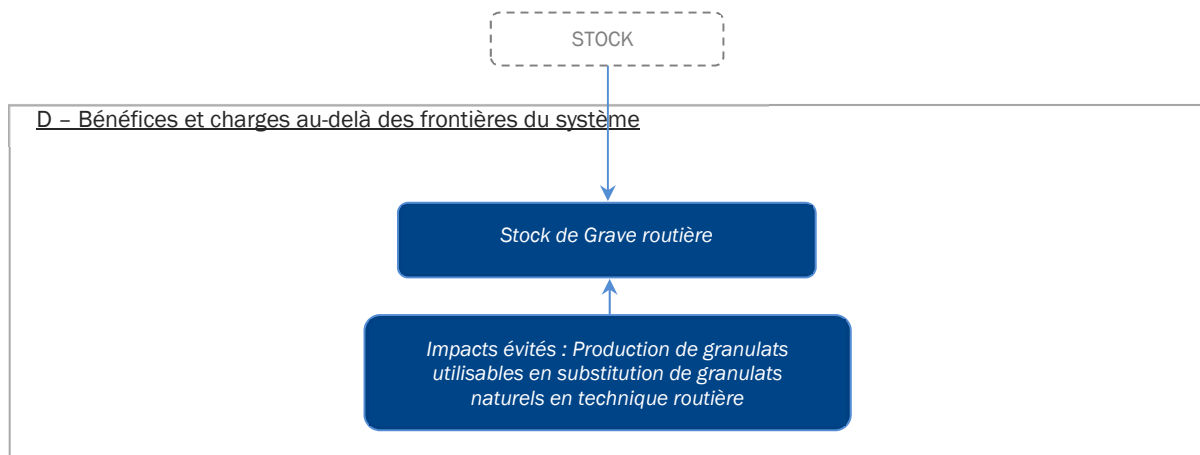 STOCK
D – Bénéfices et charges au-delà des frontières du système
Stock de Grave routière
Impacts évités : Production de granulats
utilisables en substitution de granulats
naturels en technique routière